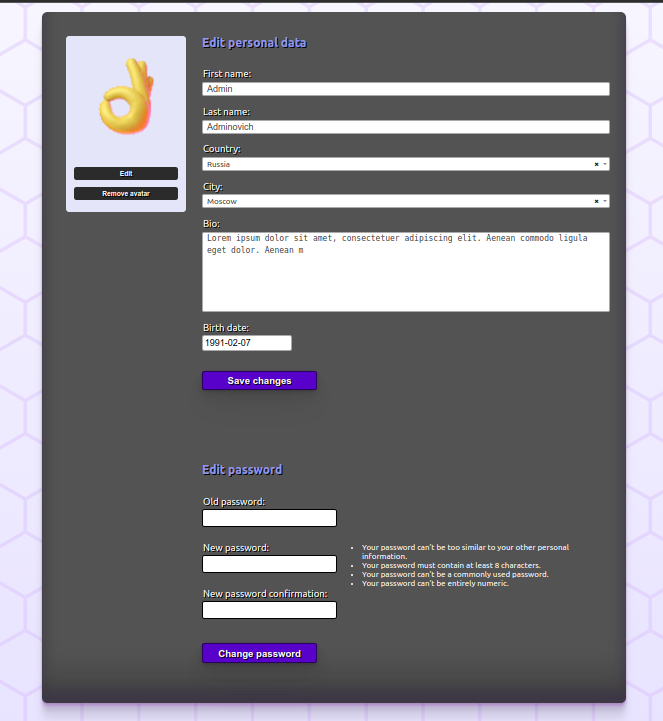 Edit
Remove avatar
Edit personal data
First name:
Admin
Last name:
Adminovich
Country:
Russia
City:
Moscow
Bio:
Lorem ipsum dolor sit amet, consectetuer adipiscing elit. Aenean commodo ligula
eget dolor. Aenean m
Birth date:
1991-02-07
Save changes
Edit password
Old password:
New password:
• Your password can't be too similar to your other personal
information.
• Your password must contain at least 8 characters.
• Your password can't be a commonly used password.
• Your password can't be entirely numeric.
New password confirmation:
Change password